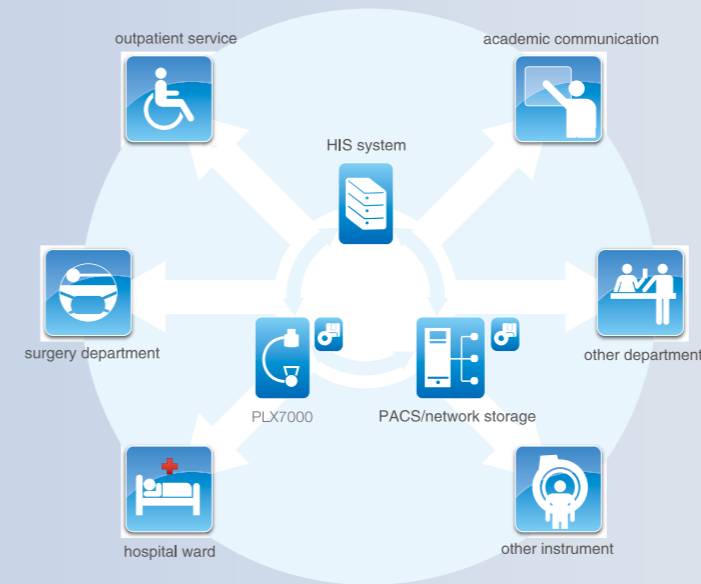 outpatient service
academic communication
HIS system
surgery department
other department
PLX7000
PACS/network storage
hospital ward
other instrument